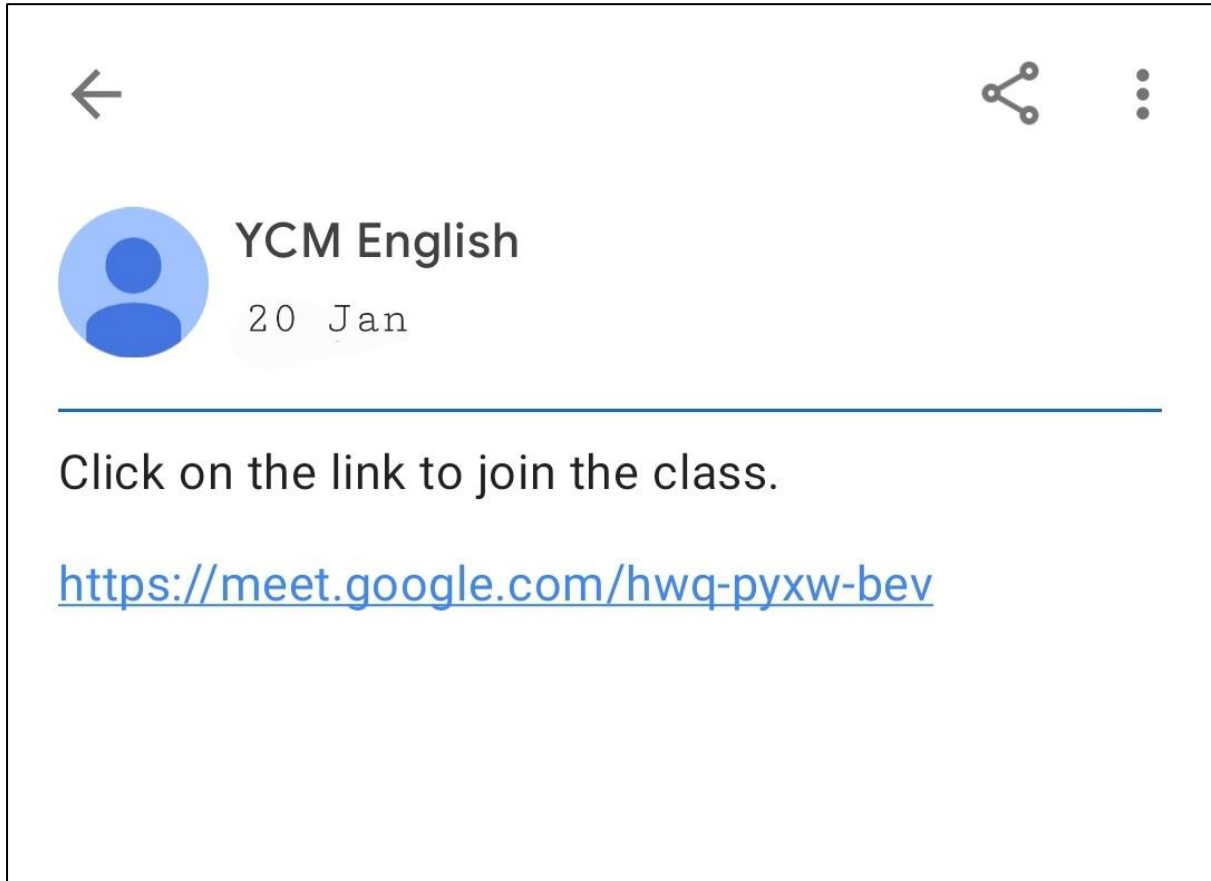 YCM English
20 Jan
Click on the link to join the class.
https://meet.google.com/hwq-pyxw-bev